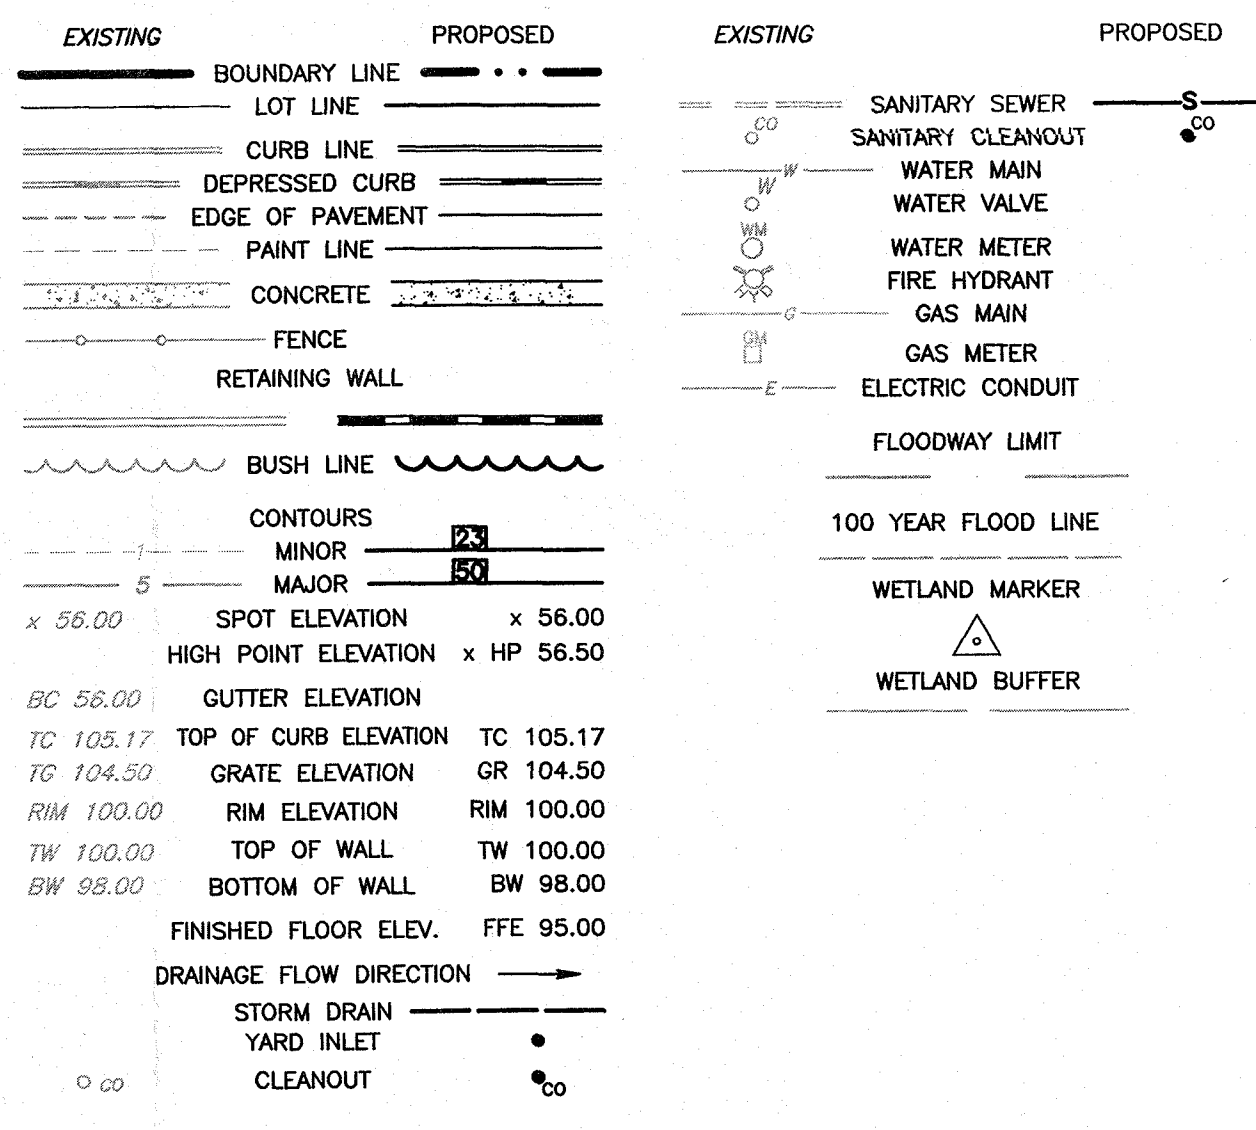 EXISTING PROPOSED
BOUNDARY LINE
LOT LINE
CURB LINE
DEPRESSED CURB
EDGE OF PAVEMENT
PAINT LINE
CONCRETE
FENCE
RETAINING WALL
BUSH LINE
CONTOURS
1 MINOR 23
5 MAJOR 50
x 56.00 SPOT ELEVATION x 56.00
HIGH POINT ELEVATION x HP 56.50
BC 56.00 GUTTER ELEVATION
TC 105.17 TOP OF CURB ELEVATION TC 105.17
TG 104.50 GRATE ELEVATION GR 104.50
RIM 100.00 RIM ELEVATION RIM 100.00
TW 100.00 TOP OF WALL TW 100.00
BW 98.00 BOTTOM OF WALL BW 98.00
FINISHED FLOOR ELEV. FFE 95.00
DRAINAGE FLOW DIRECTION
STORM DRAIN
YARD INLET
CO CLEANOUT CO
EXISTING PROPOSED
SANITARY SEWER S
CO SANITARY CLEANOUT CO
W WATER MAIN
W WATER VALVE
WM WATER METER
FIRE HYDRANT
G GAS MAIN
GM GAS METER
E ELECTRIC CONDUIT
FLOODWAY LIMIT
100 YEAR FLOOD LINE
WETLAND MARKER
WETLAND BUFFER